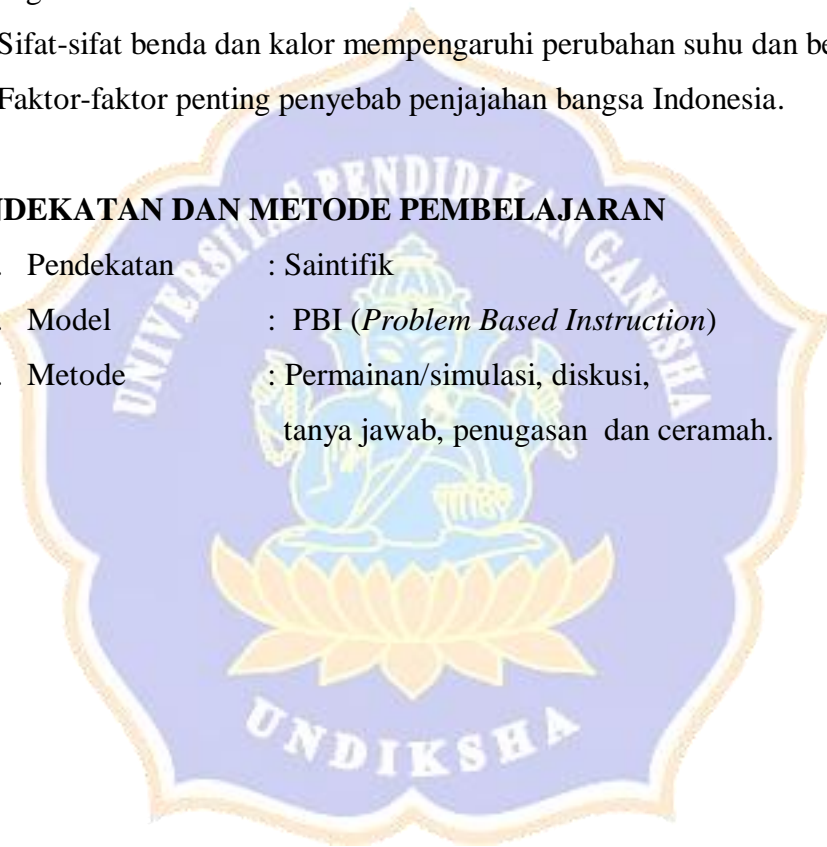 Sifat-sifat benda dan kalor mempengaruhi perubahan suhu dan be
Faktor-faktor penting penyebab penjajahan bangsa Indonesia.
NDEKATAN DAN METODE PEMBELAJARAN
. Pendekatan : Saintifik
. Model : PBI (Problem Based Instruction)
. Metode : Permainan/simulasi, diskusi,
tanya jawab, penugasan dan ceramah.
UNIVERSITAS PENDIDIKAN GANESHA
UNDIKSHA